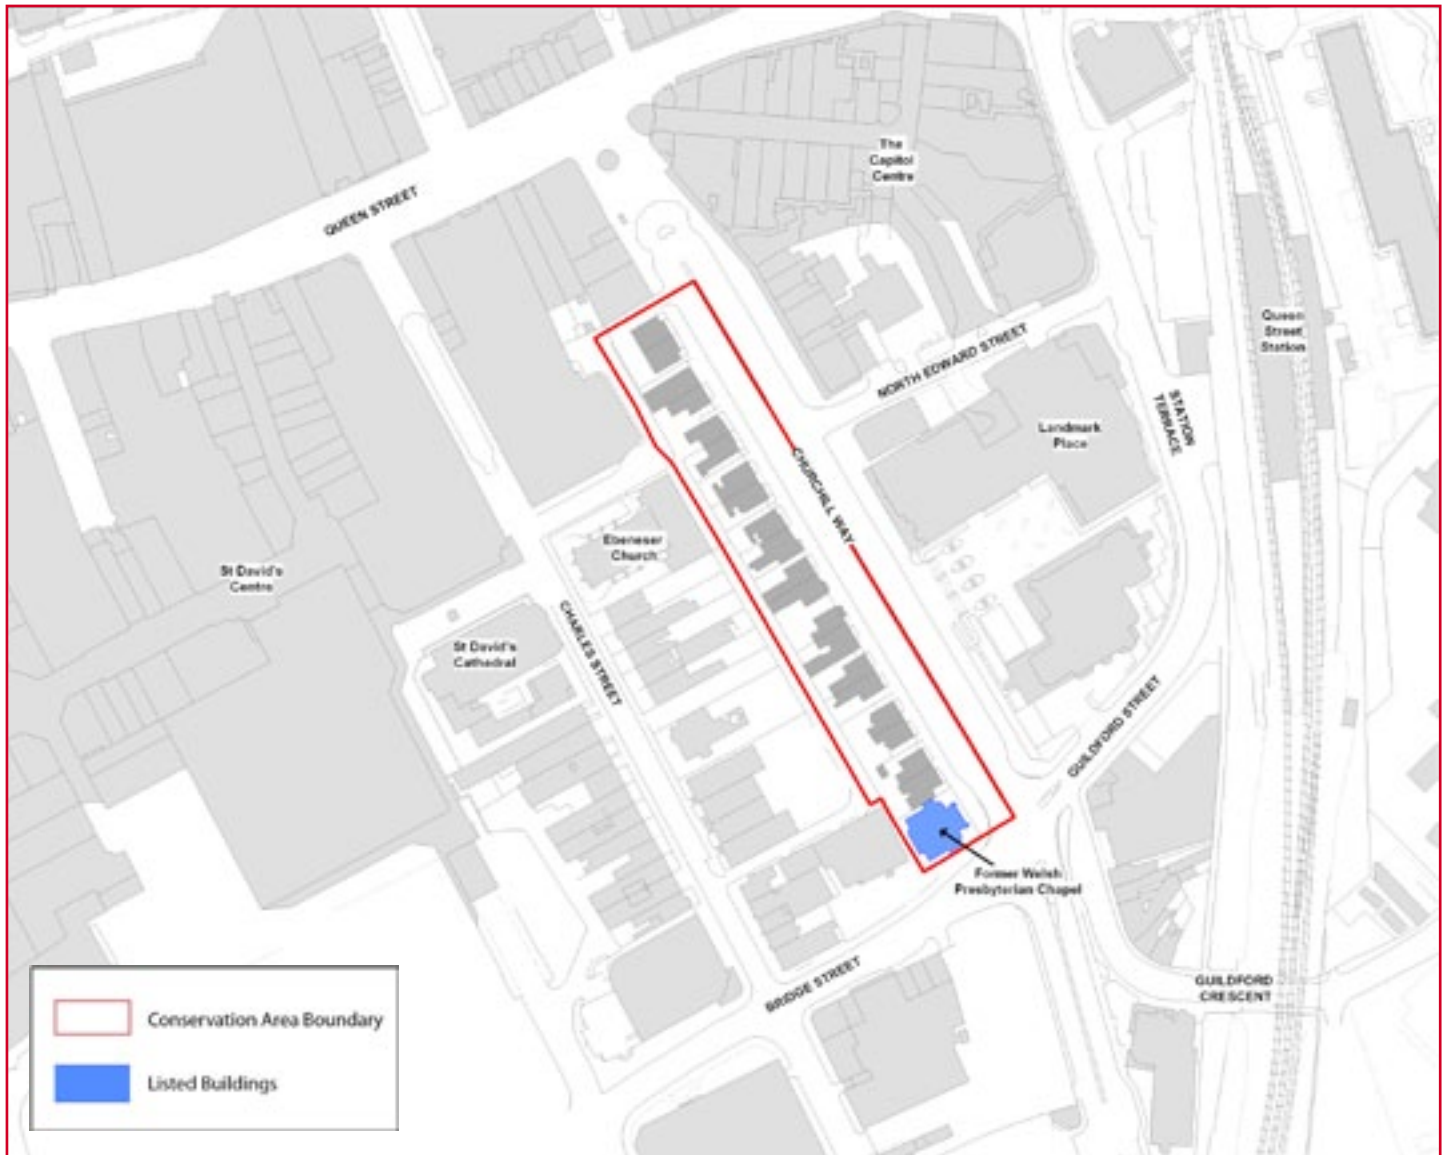 The
Capitol
Centre
QUEEN STREET
Queen
Street
Station
NORTH EDWARD STREET
STATION
TERRACE
Landmark
Place
CHURCHILL WAY
Ebeneser
Church
St David's
Centre
St David's
Cathedral
CHARLES STREET
GUILDFORD STREET
Former Welsh
Presbyterian Chapel
BRIDGE STREET
GUILDFORD
CRESCENT
Conservation Area Boundary
Listed Buildings